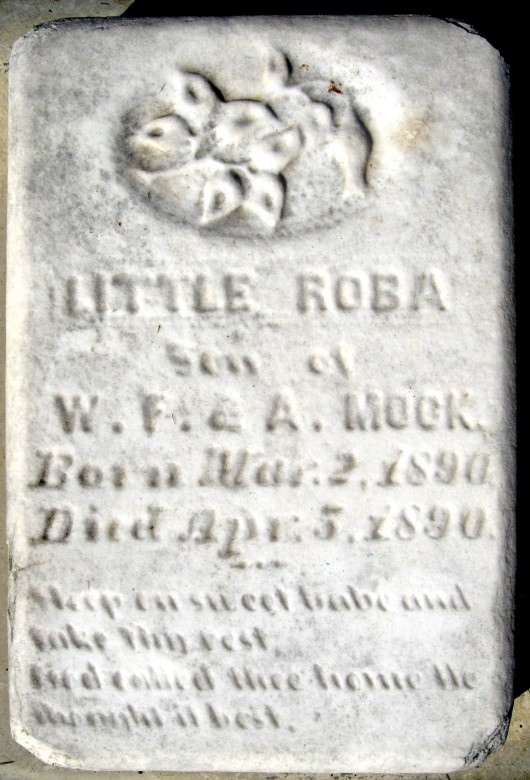 LITTLE ROBA
Son of
W. F. & A. MOCK.
Born Mar. 2, 1890
Died Apr. 5, 1890.
Sleep on sweet babe and
take thy rest.
God called thee home He
thought it best.